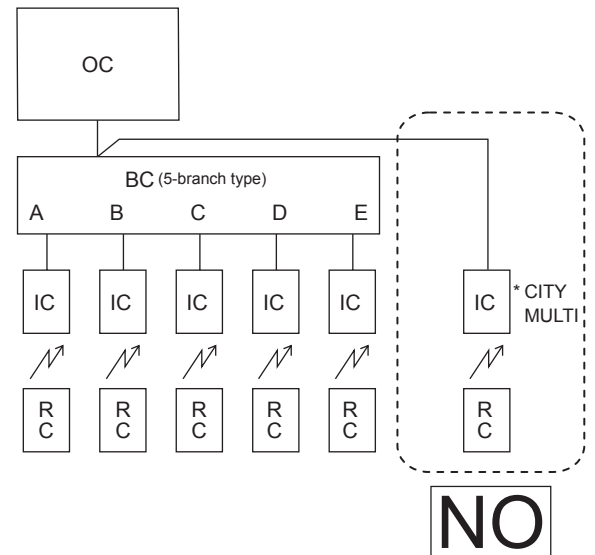 OC
BC (5-branch type)
A B C D E
IC IC IC IC IC IC * CITY
MULTI
R R R R R R
C C C C C C
NO